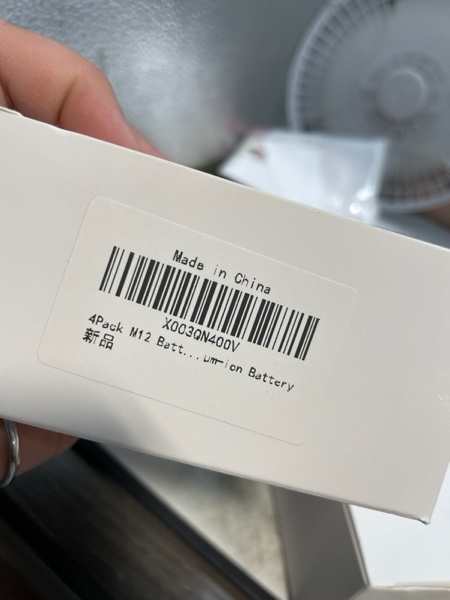 Made in China
X003QN400V
4Pack M12 Batt...um-ion Battery
新品